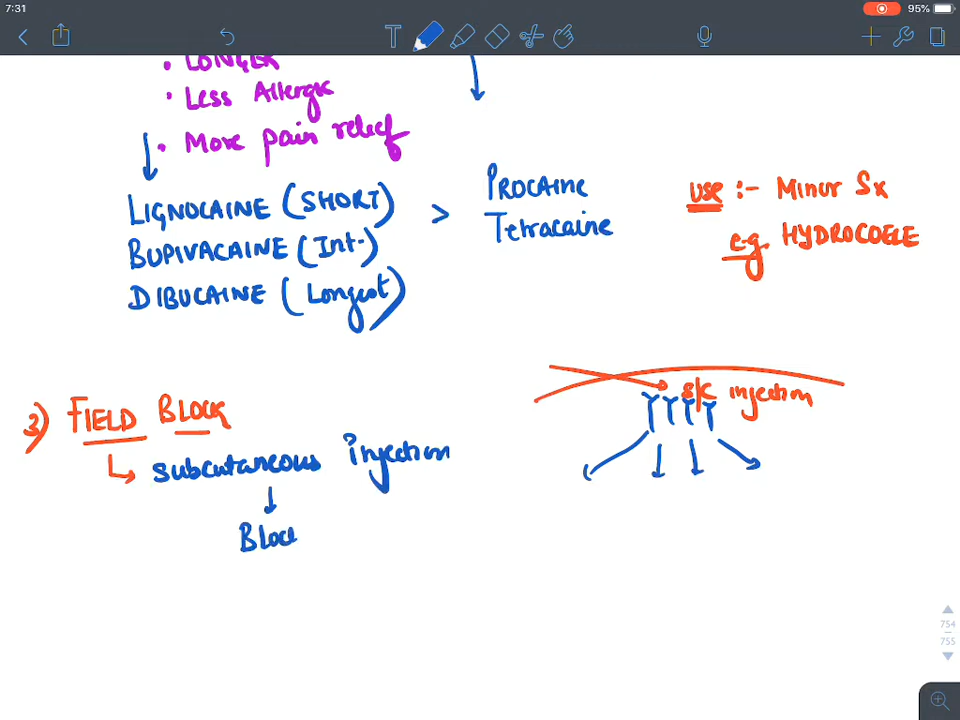 7:31
95%
T
• LONGER
• Less Allergic
• More pain relief
LIGNOCAINE (SHORT)
BUPIVACAINE (Int-)
DIBUCAINE (Longest)
>
PROCAINE
Tetracaine
USE :- Minor Sx
e.g. HYDROCOELE
3) FIELD BLOCK
subcutaneous injection
Bloc
s/c injection
754
755